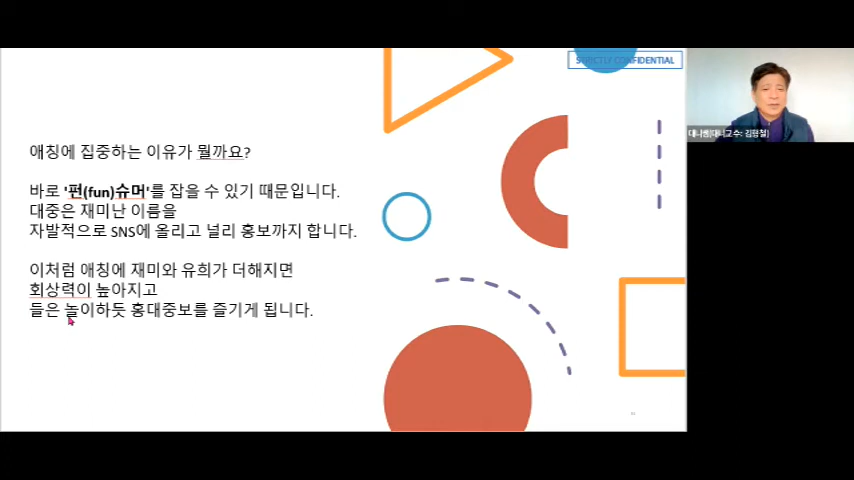 STRICTLY CONFIDENTIAL
애칭에 집중하는 이유가 뭘까요?
바로 '펀(fun)슈머'를 잡을 수 있기 때문입니다.
대중은 재미난 이름을
자발적으로 SNS에 올리고 널리 홍보까지 합니다.
이처럼 애칭에 재미와 유희가 더해지면
회상력이 높아지고
들은 놀이하듯 홍대중보를 즐기게 됩니다.